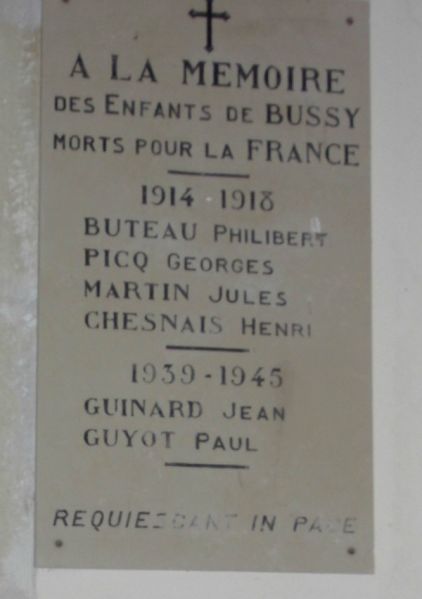 A LA MEMOIRE
DES ENFANTS DE BUSSY
MORTS POUR LA FRANCE
1914-1918
BUTEAU PHILIBERT
PICQ GEORGES
MARTIN JULES
CHESNAIS HENRI
1939-1945
GUINARD JEAN
GUYOT PAUL
REQUIESCANT IN PACE